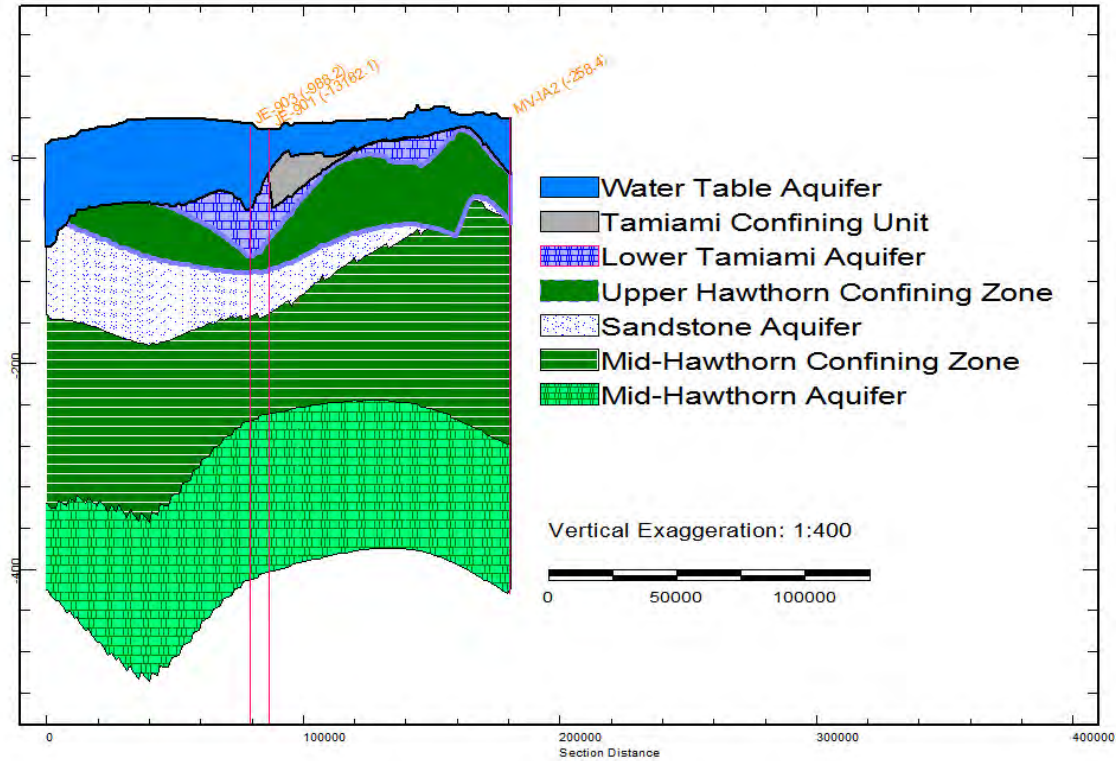 JE-903 (-988.2)
JE-901 (-13162.1)
MV-IA2 (-258.4)
0
-200
-400
Water Table Aquifer
Tamiami Confining Unit
Lower Tamiami Aquifer
Upper Hawthorn Confining Zone
Sandstone Aquifer
Mid-Hawthorn Confining Zone
Mid-Hawthorn Aquifer
Vertical Exaggeration: 1:400
0 50000 100000
0 100000 200000 300000 400000
Section Distance